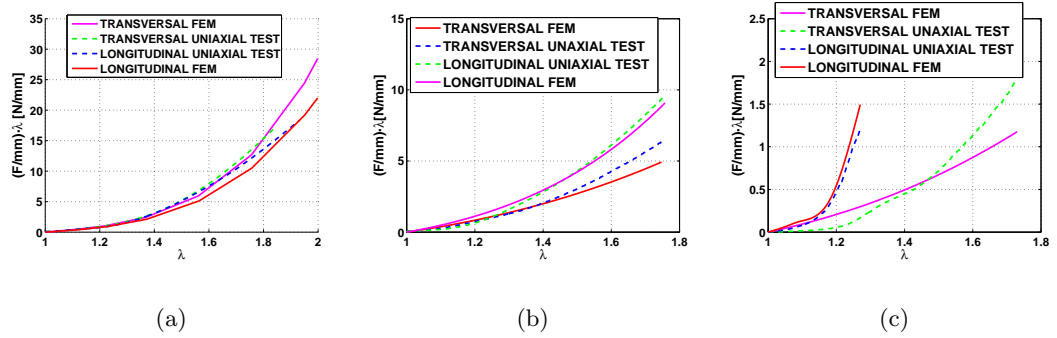 TRANSVERSAL FEM
TRANSVERSAL UNIAXIAL TEST
LONGITUDINAL UNIAXIAL TEST
LONGITUDINAL FEM
(F/mm)·λ [N/mm]
35
30
25
20
15
10
5
0
1 1.2 1.4 1.6 1.8 2
λ
(a)
TRANSVERSAL FEM
TRANSVERSAL UNAXIAL TEST
LONGITUDINAL UNIAXIAL TEST
LONGITUDINAL FEM
(F/mm)·λ[N/mm]
15
10
5
0
1 1.2 1.4 1.6 1.8
λ
(b)
TRANSVERSAL FEM
TRANSVERSAL UNAXIAL TEST
LONGITUDINAL UNIAXIAL TEST
LONGITUDINAL FEM
(F/mm)·λ[N/mm]
2
1.5
1
0.5
0
1 1.2 1.4 1.6 1.8
λ
(c)